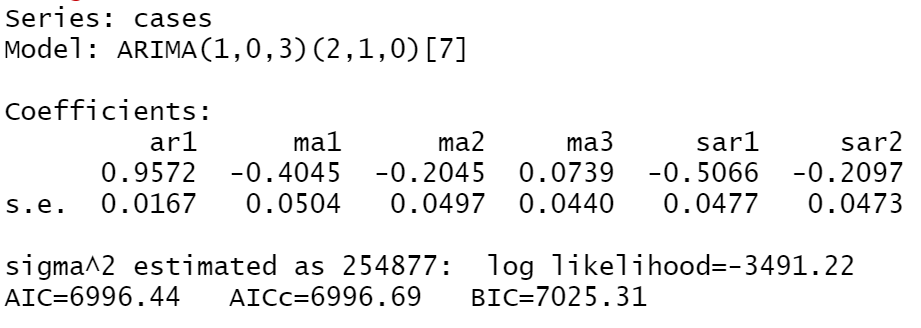 Series: cases
Model: ARIMA(1,0,3)(2,1,0)[7]
Coefficients:
ar1 ma1 ma2 ma3 sar1 sar2
0.9572 -0.4045 -0.2045 0.0739 -0.5066 -0.2097
s.e. 0.0167 0.0504 0.0497 0.0440 0.0477 0.0473
sigma^2 estimated as 254877: log likelihood=-3491.22
AIC=6996.44 AICc=6996.69 BIC=7025.31